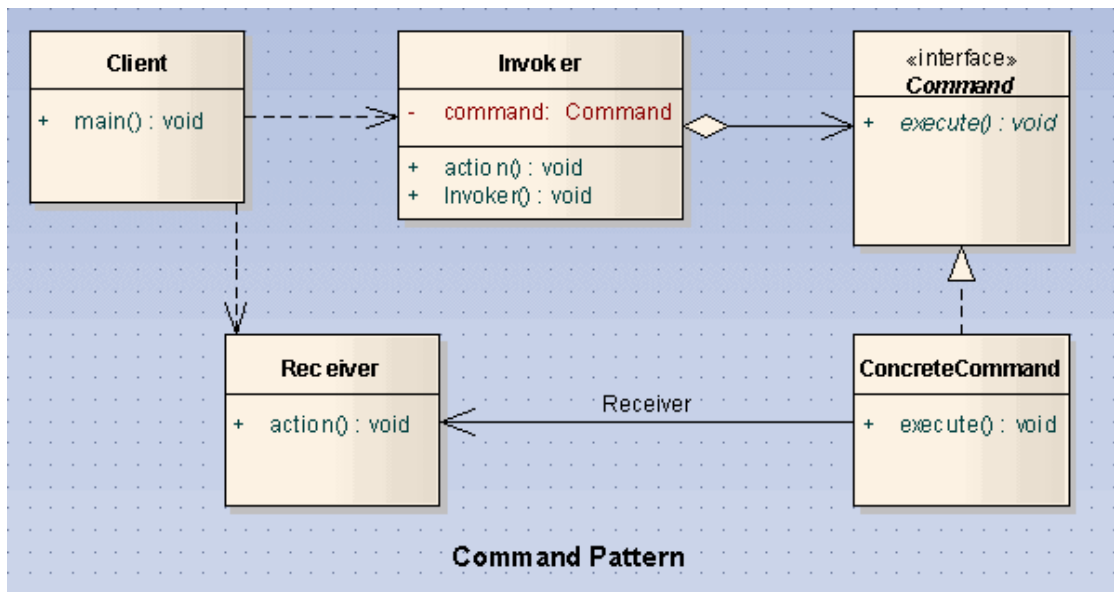 Client
+ main() : void
Invoker
- command: Command
+ action() : void
+ Invoker() : void
«interface»
Command
+ execute() : void
Receiver
+ action() : void
Receiver
ConcreteCommand
+ execute() : void
Command Pattern